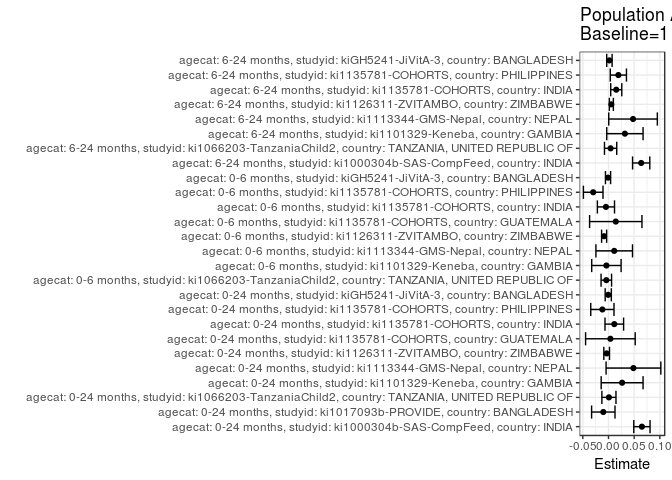 Population
Baseline=1
agecat: 6-24 months, studyid: kiGH5241-JiVitA-3, country: BANGLADESH
agecat: 6-24 months, studyid: ki1135781-COHORTS, country: PHILIPPINES
agecat: 6-24 months, studyid: ki1135781-COHORTS, country: INDIA
agecat: 6-24 months, studyid: ki1126311-ZVITAMBO, country: ZIMBABWE
agecat: 6-24 months, studyid: ki1113344-GMS-Nepal, country: NEPAL
agecat: 6-24 months, studyid: ki1101329-Keneba, country: GAMBIA
agecat: 6-24 months, studyid: ki1066203-TanzaniaChild2, country: TANZANIA, UNITED REPUBLIC OF
agecat: 6-24 months, studyid: ki1000304b-SAS-CompFeed, country: INDIA
agecat: 0-6 months, studyid: kiGH5241-JiVitA-3, country: BANGLADESH
agecat: 0-6 months, studyid: ki1135781-COHORTS, country: PHILIPPINES
agecat: 0-6 months, studyid: ki1135781-COHORTS, country: INDIA
agecat: 0-6 months, studyid: ki1135781-COHORTS, country: GUATEMALA
agecat: 0-6 months, studyid: ki1126311-ZVITAMBO, country: ZIMBABWE
agecat: 0-6 months, studyid: ki1113344-GMS-Nepal, country: NEPAL
agecat: 0-6 months, studyid: ki1101329-Keneba, country: GAMBIA
agecat: 0-6 months, studyid: ki1066203-TanzaniaChild2, country: TANZANIA, UNITED REPUBLIC OF
agecat: 0-24 months, studyid: kiGH5241-JiVitA-3, country: BANGLADESH
agecat: 0-24 months, studyid: ki1135781-COHORTS, country: PHILIPPINES
agecat: 0-24 months, studyid: ki1135781-COHORTS, country: INDIA
agecat: 0-24 months, studyid: ki1135781-COHORTS, country: GUATEMALA
agecat: 0-24 months, studyid: ki1126311-ZVITAMBO, country: ZIMBABWE
agecat: 0-24 months, studyid: ki1113344-GMS-Nepal, country: NEPAL
agecat: 0-24 months, studyid: ki1101329-Keneba, country: GAMBIA
agecat: 0-24 months, studyid: ki1066203-TanzaniaChild2, country: TANZANIA, UNITED REPUBLIC OF
agecat: 0-24 months, studyid: ki1017093b-PROVIDE, country: BANGLADESH
agecat: 0-24 months, studyid: ki1000304b-SAS-CompFeed, country: INDIA
-0.05 0.00 0.05 0.10
Estimate